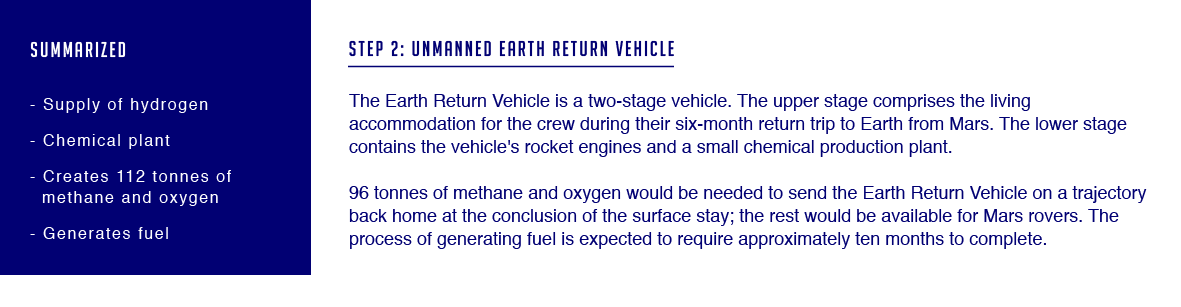 SUMMARIZED
- Supply of hydrogen
- Chemical plant
- Creates 112 tonnes of
methane and oxygen
- Generates fuel
STEP 2: UNMANNED EARTH RETURN VEHICLE
The Earth Return Vehicle is a two-stage vehicle. The upper stage comprises the living
accommodation for the crew during their six-month return trip to Earth from Mars. The lower stage
contains the vehicle's rocket engines and a small chemical production plant.
96 tonnes of methane and oxygen would be needed to send the Earth Return Vehicle on a trajectory
back home at the conclusion of the surface stay; the rest would be available for Mars rovers. The
process of generating fuel is expected to require approximately ten months to complete.